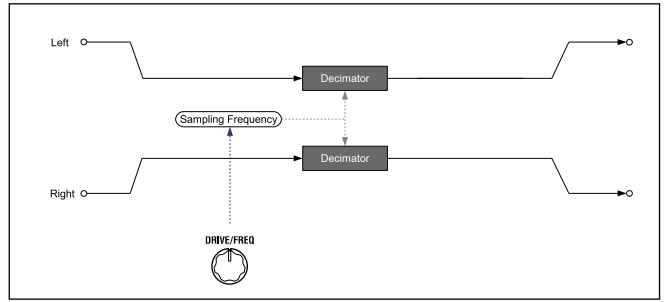 Left
Decimator
Sampling Frequency
Decimator
Right
DRIVE/FREQ